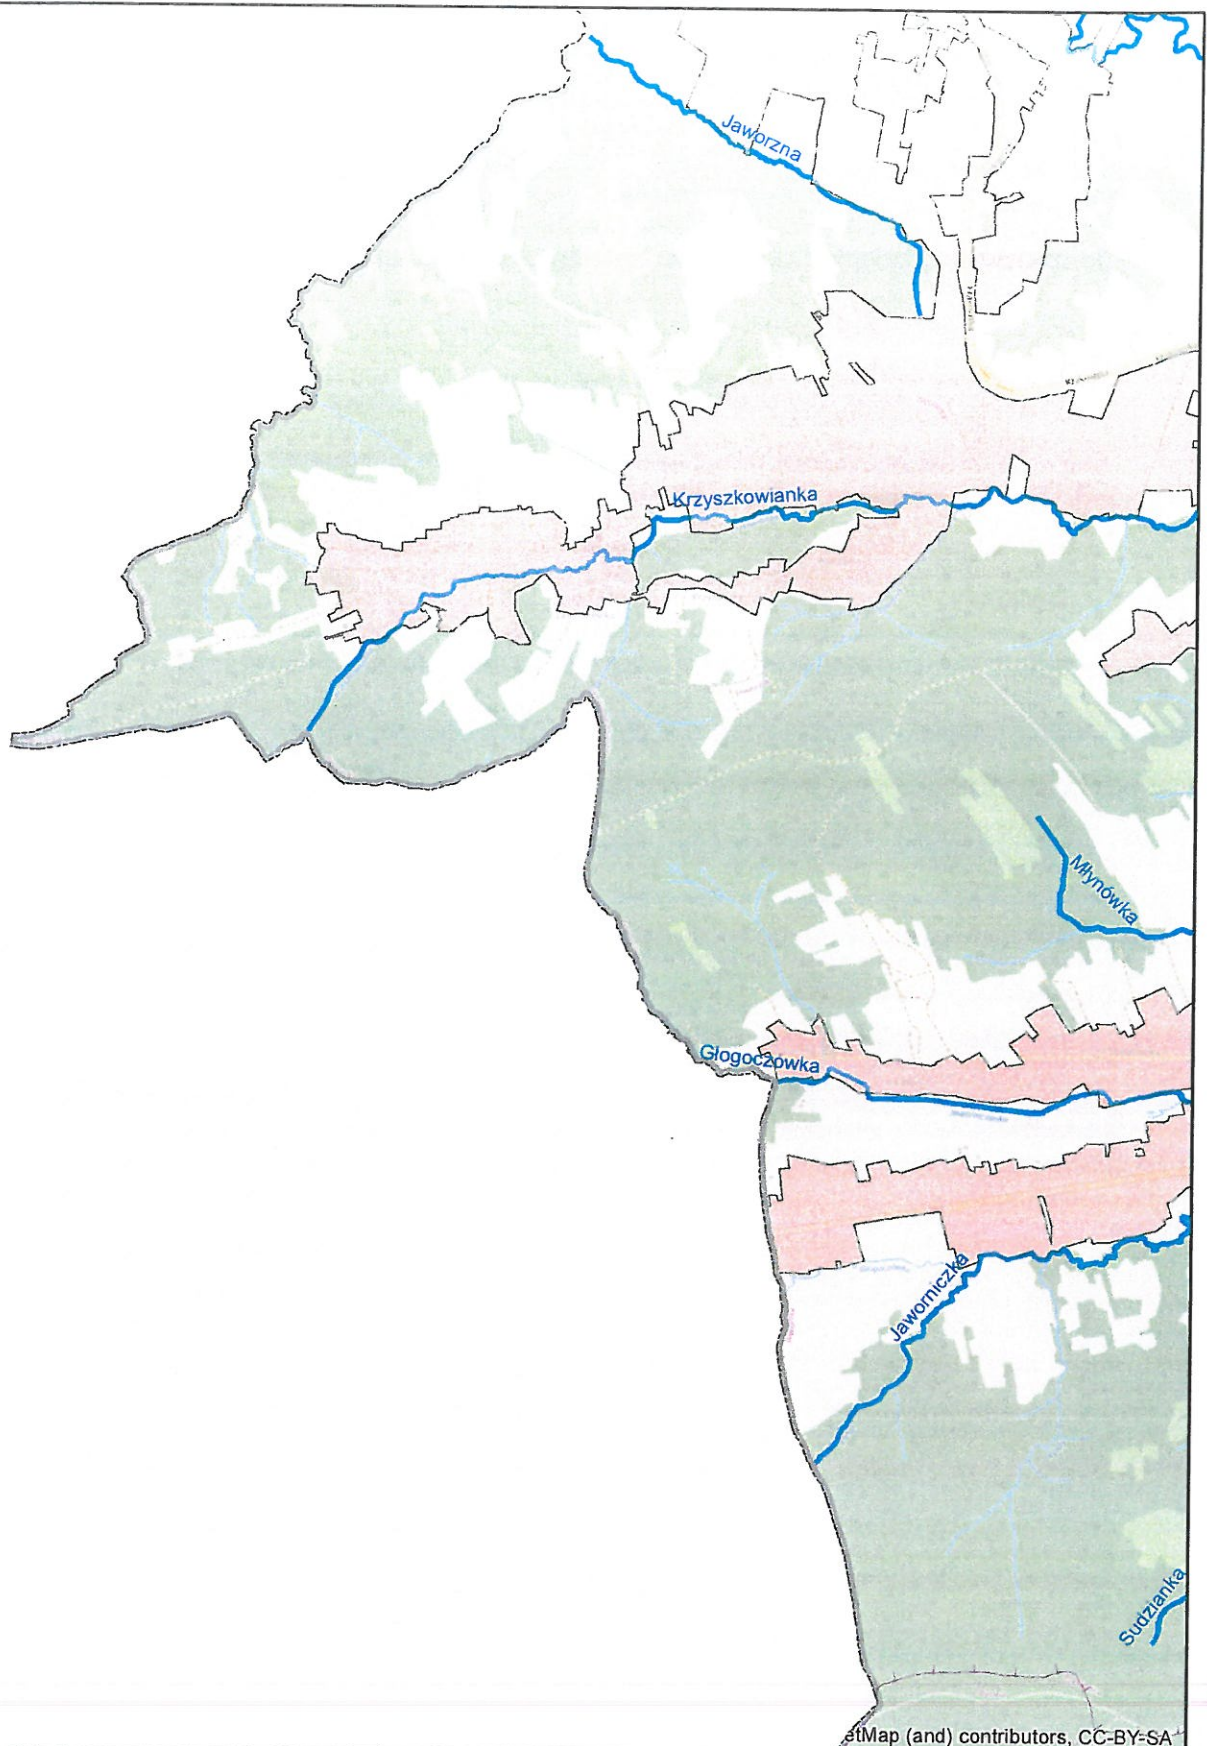 Jaworzna
Krzyszkowianka
Młynówka
Głogoczówka
Jaworniczka
Sudzianka
etMap (and) contributors, CC-BY-SA